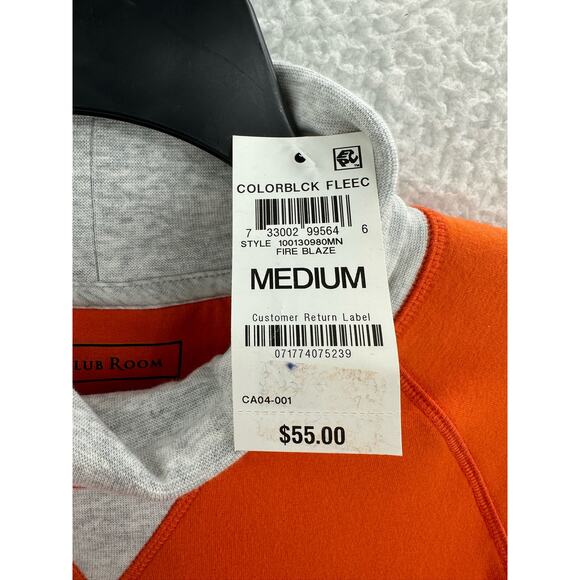 COLORBLCK FLEEC
7 33002 99564 6
STYLE 100130980MN
FIRE BLAZE
MEDIUM
Customer Return Label
071774075239
CA04-001
$55.00
LUB ROOM